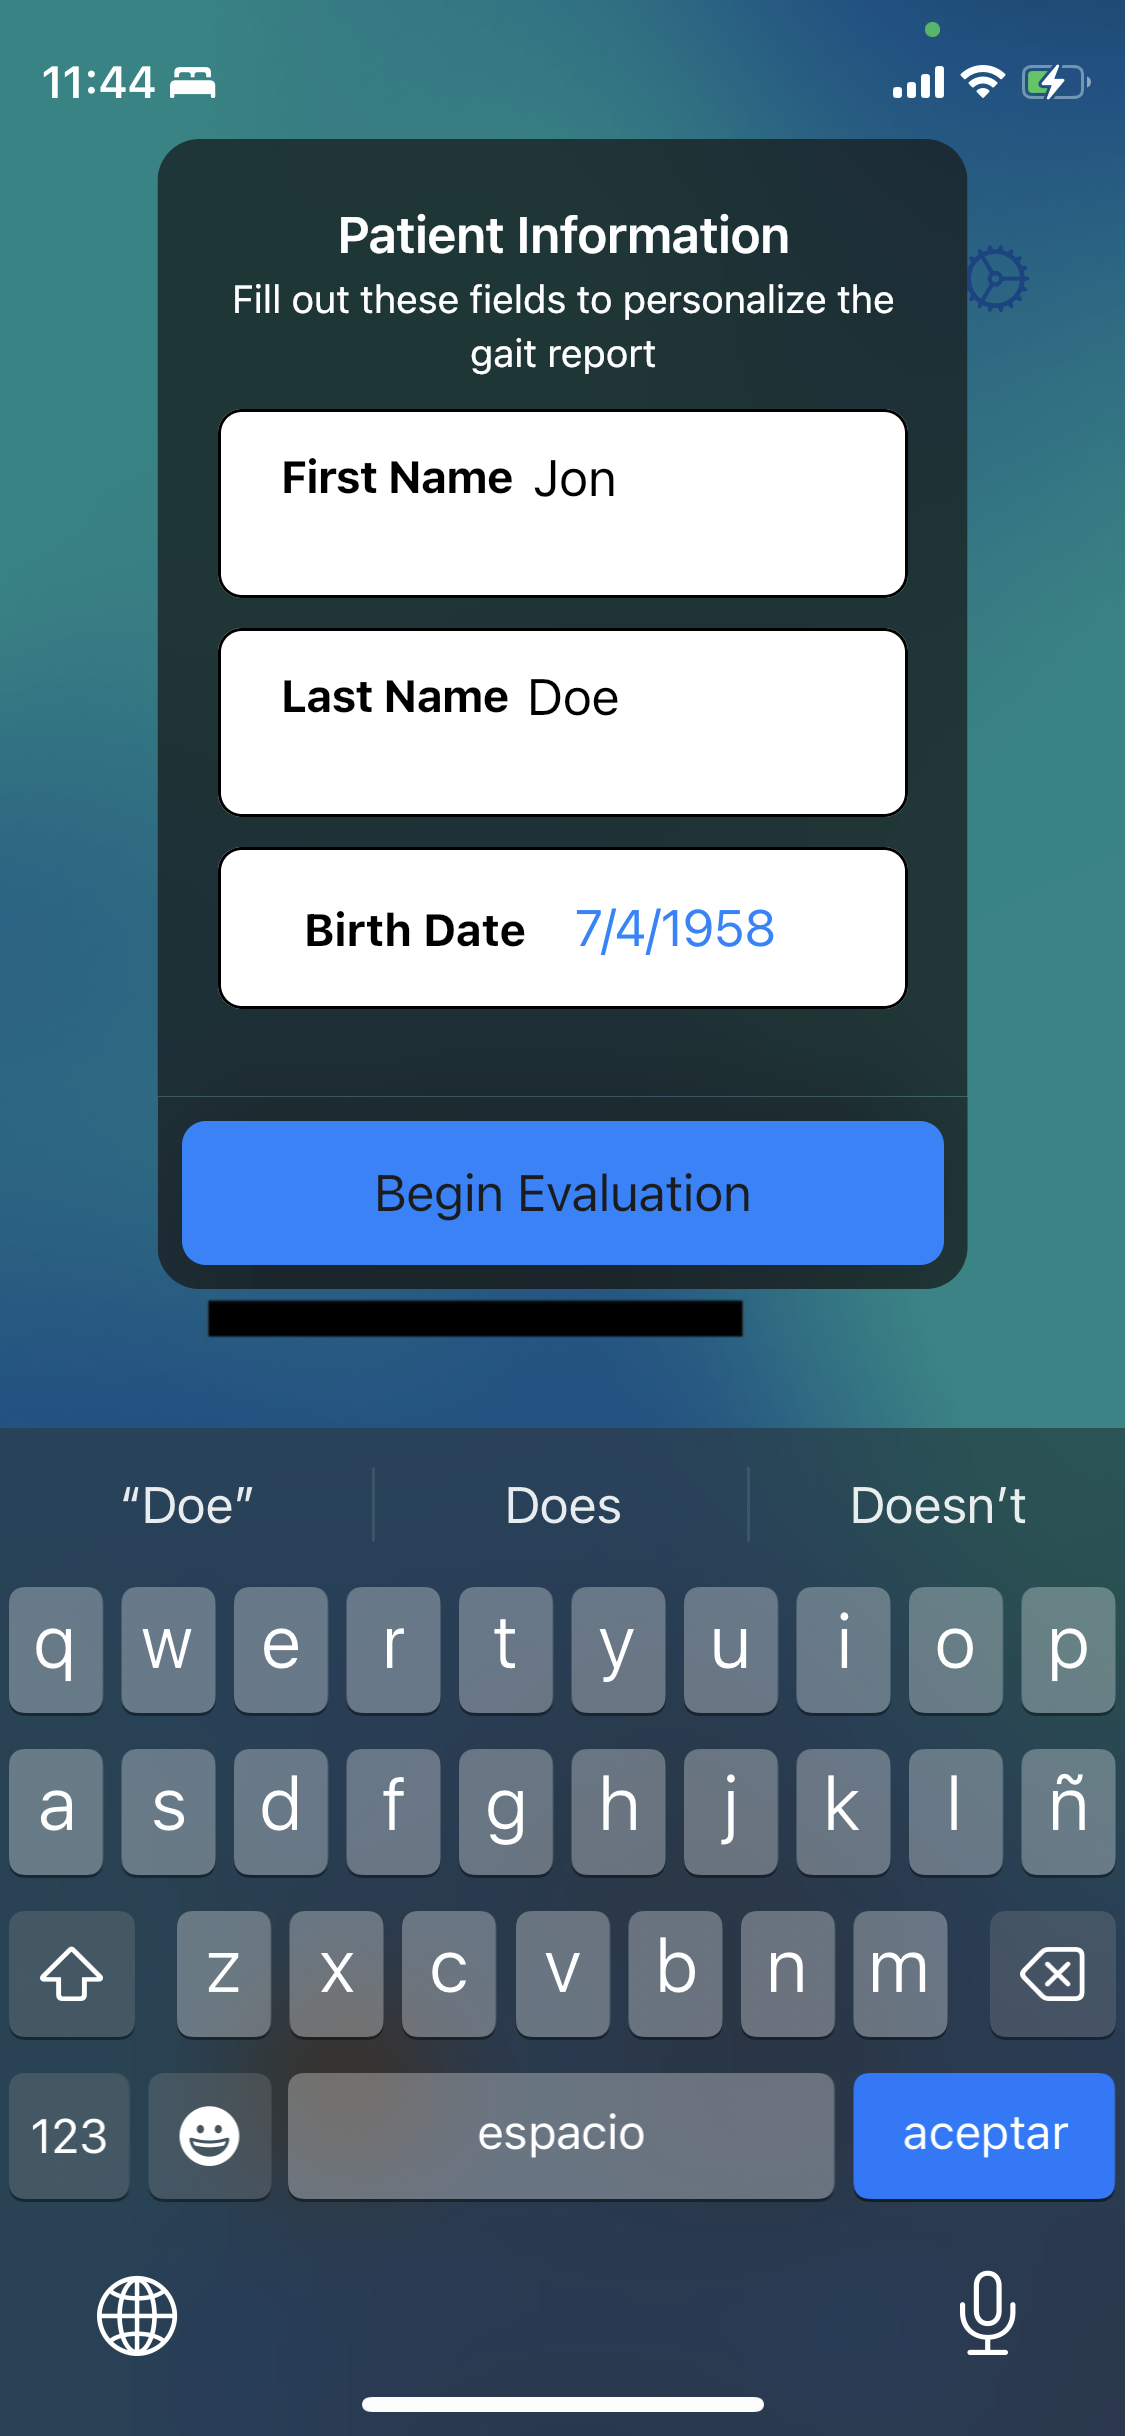 11:44
Patient Information
Fill out these fields to personalize the
gait report
First Name Jon
Last Name Doe
Birth Date 7/4/1958
Begin Evaluation
“Doe” Does Doesn’t
q w e r t y u i o p
a s d f g h j k l ñ
z x c v b n m
123 espacio aceptar